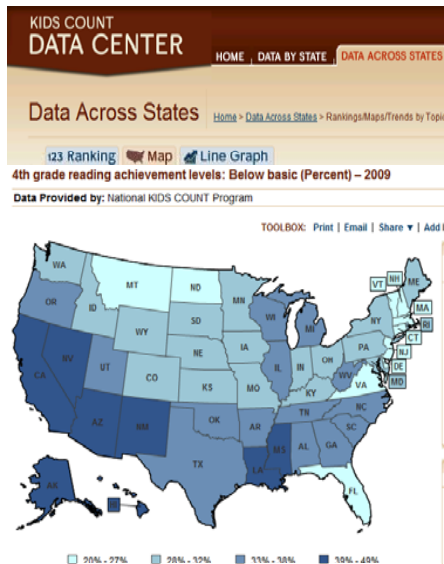 KIDS COUNT
DATA CENTER
HOME DATA BY STATE DATA ACROSS STATES
Data Across States Home > Data Across States > Rankings/Maps/Trends by Topic
123 Ranking Map Line Graph
4th grade reading achievement levels: Below basic (Percent) – 2009
Data Provided by: National KIDS COUNT Program
TOOLBOX: Print | Email | Share ▼ | Add
WA
MT
ND
MN
VT
NH
ME
OR
ID
SD
WI
MI
NY
MA
RI
WY
CT
NE
IA
PA
NJ
NV
UT
CO
IL
IN
OH
DE
CA
KS
MO
KY
WV
VA
MD
AZ
NM
OK
AR
TN
NC
SC
TX
LA
MS
AL
GA
AK
FL
20% - 27% 28% - 32% 33% - 38% 39% - 49%